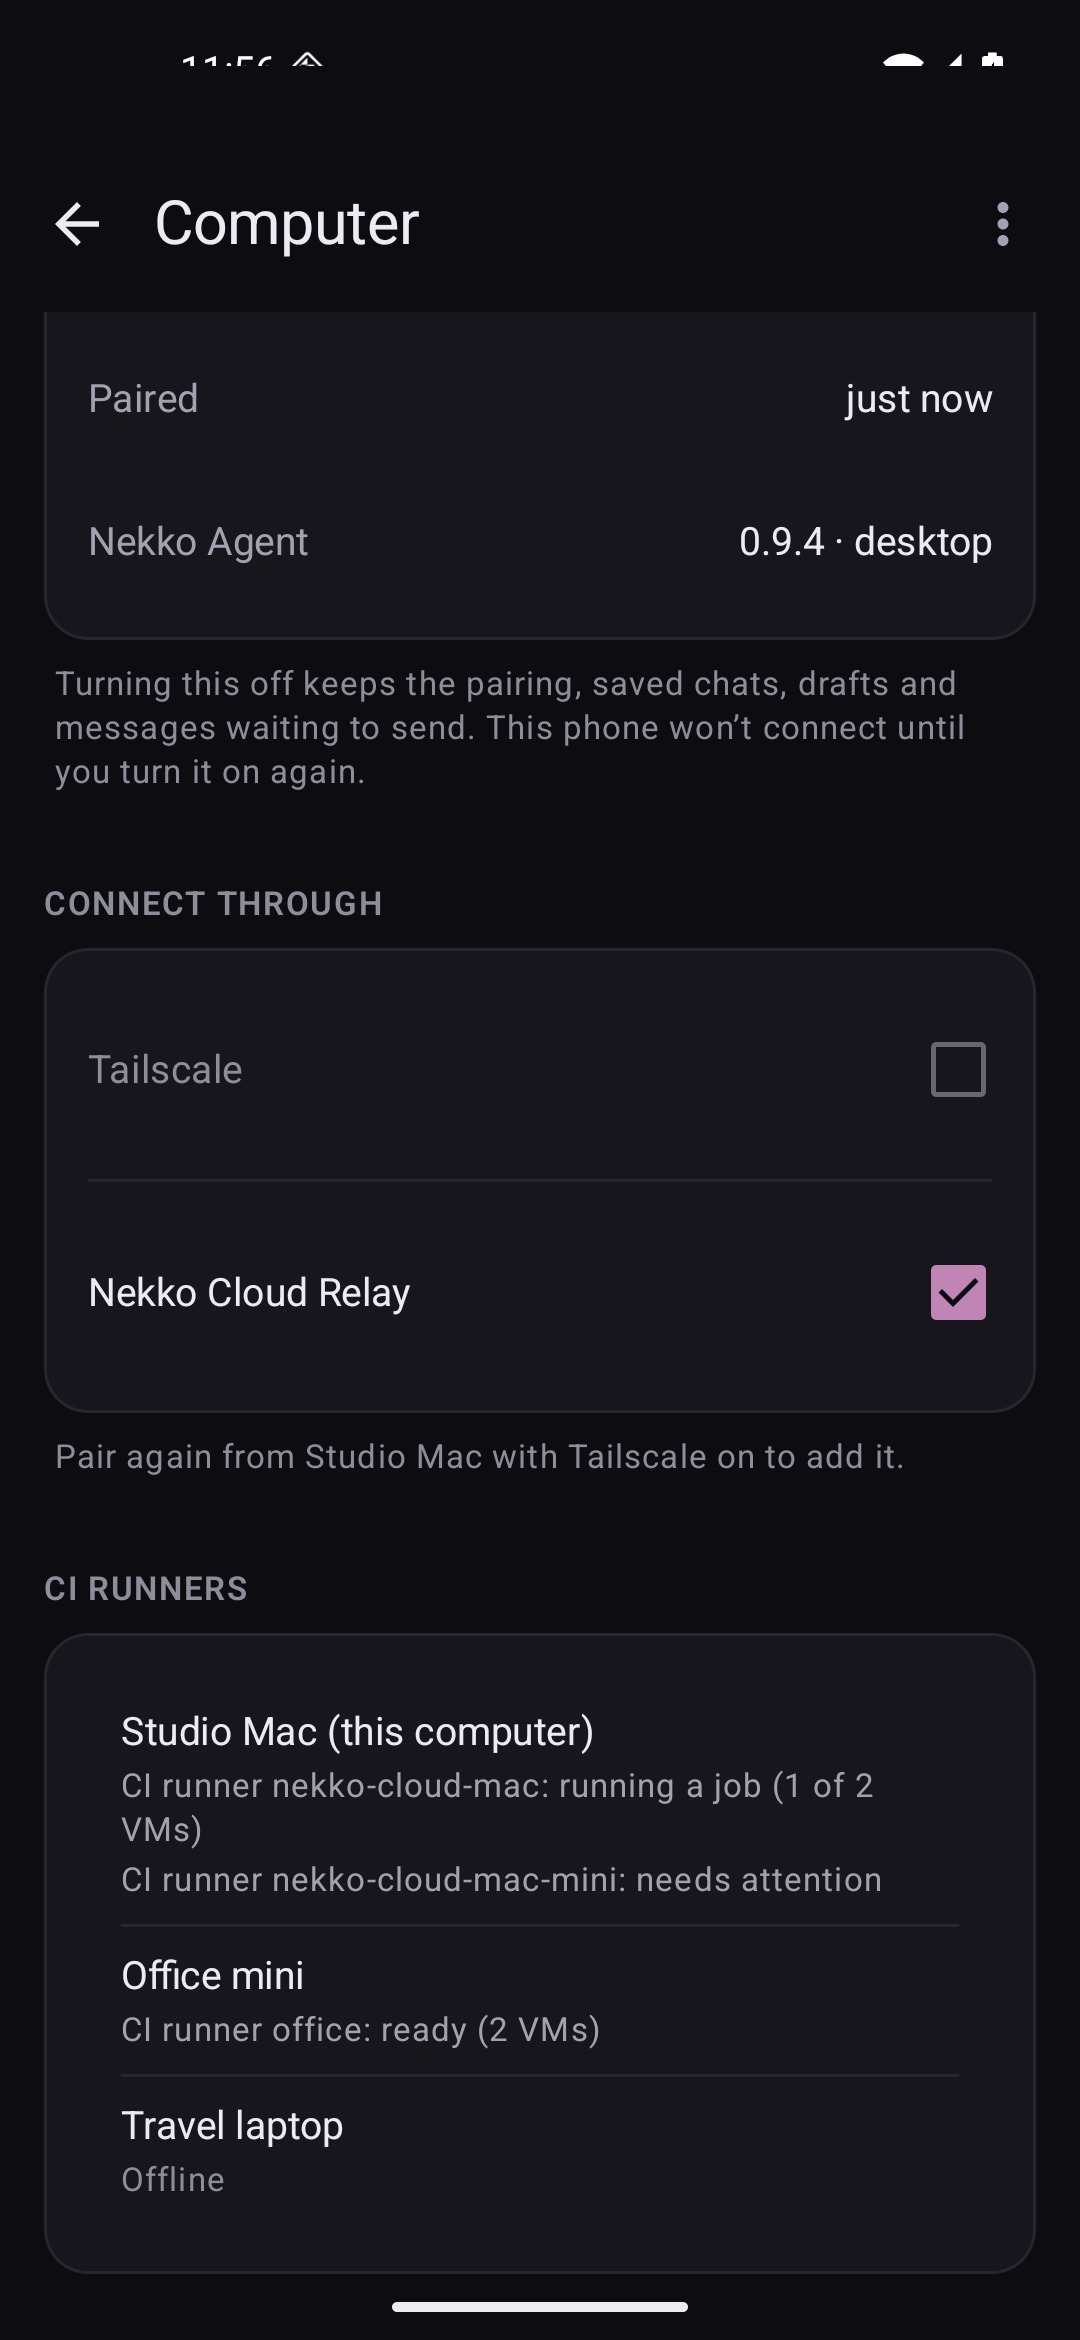 11:56
Computer
Paired
just now
Nekko Agent
0.9.4 · desktop
Turning this off keeps the pairing, saved chats, drafts and
messages waiting to send. This phone won’t connect until
you turn it on again.
CONNECT THROUGH
Tailscale
Nekko Cloud Relay
Pair again from Studio Mac with Tailscale on to add it.
CI RUNNERS
Studio Mac (this computer)
CI runner nekko-cloud-mac: running a job (1 of 2
VMs)
CI runner nekko-cloud-mac-mini: needs attention
Office mini
CI runner office: ready (2 VMs)
Travel laptop
Offline